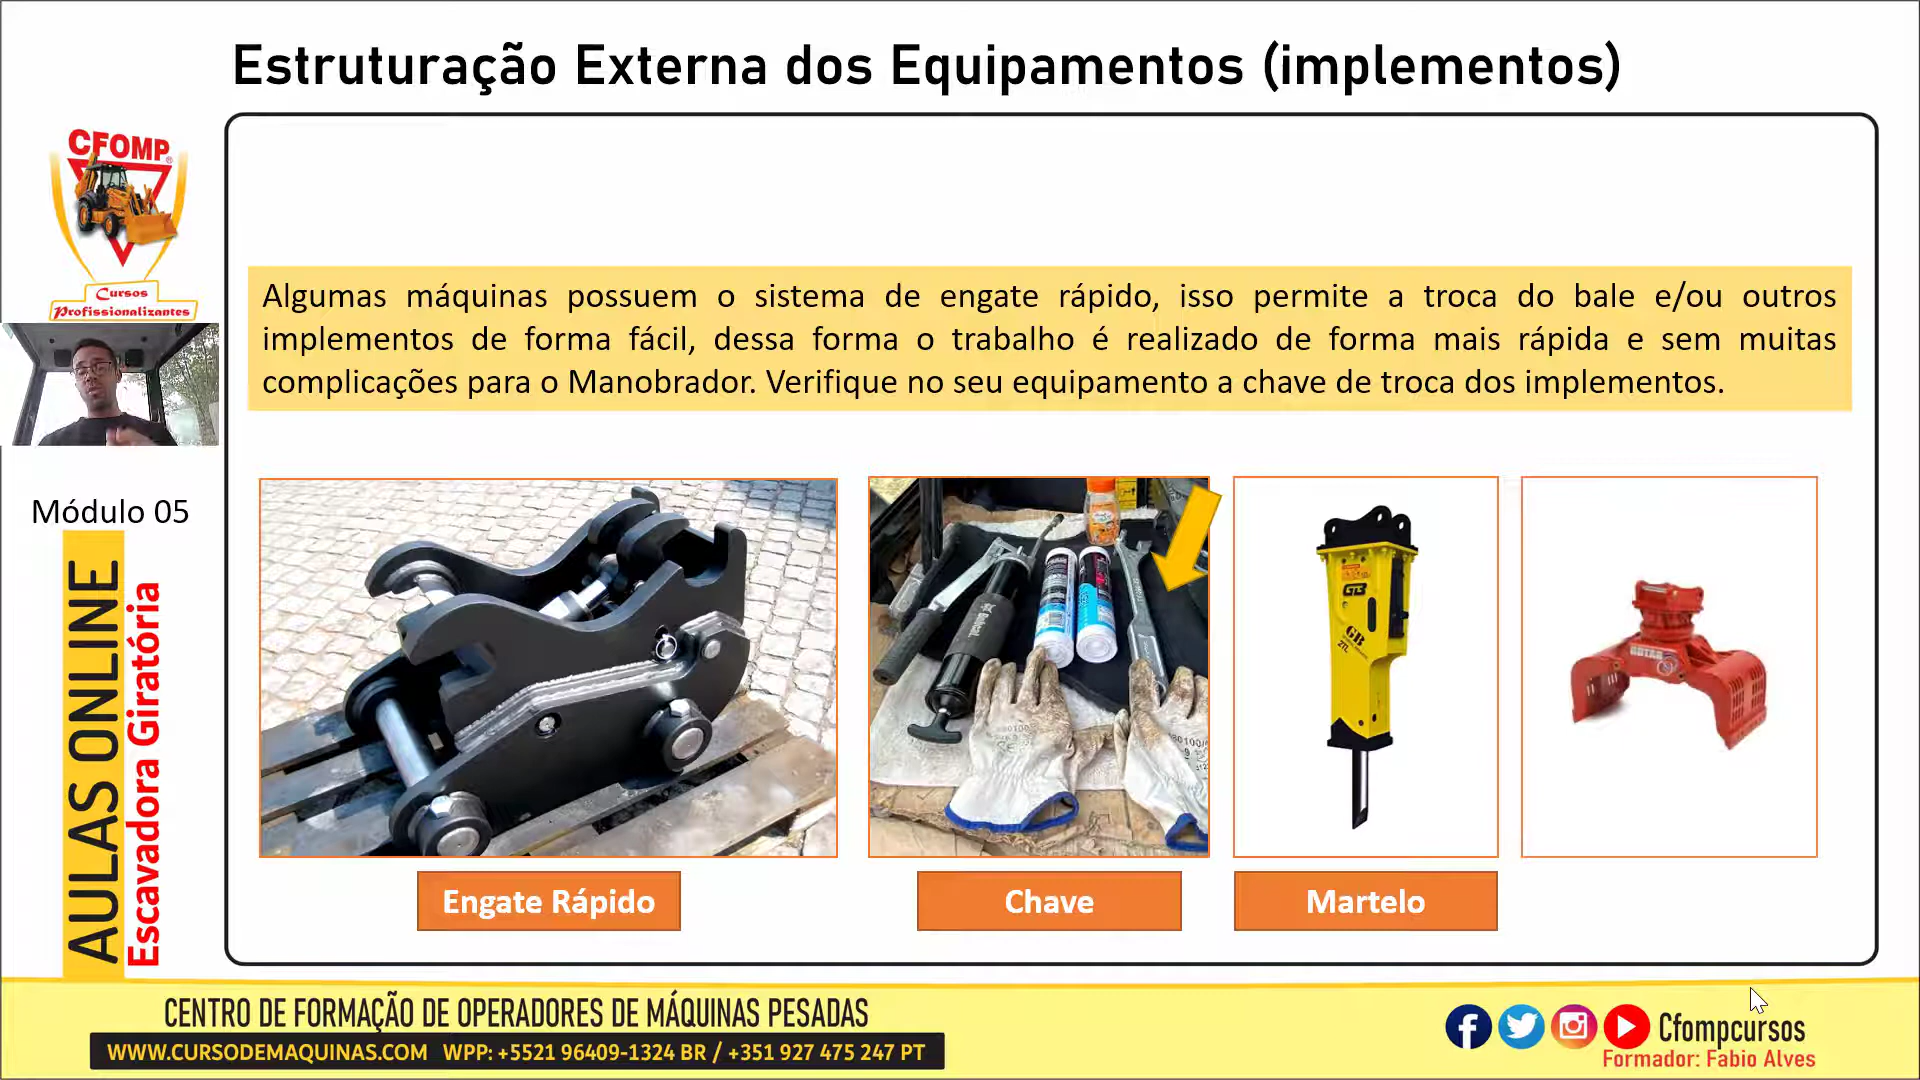 Estruturação Externa dos Equipamentos (implementos)
CFOMP
Cursos
Profissionalizantes
Algumas máquinas possuem o sistema de engate rápido, isso permite a troca do bale e/ou outros
implementos de forma fácil, dessa forma o trabalho é realizado de forma mais rápida e sem muitas
complicações para o Manobrador. Verifique no seu equipamento a chave de troca dos implementos.
Módulo 05
AULAS ONLINE
Escavadora Giratória
GB
GB
Engate Rápido
Chave
Martelo
CENTRO DE FORMAÇÃO DE OPERADORES DE MÁQUINAS PESADAS
WWW.CURSODEMAQUINAS.COM WPP: +5521 96409-1324 BR / +351 927 475 247 PT
Cfompcursos
Formador: Fabio Alves